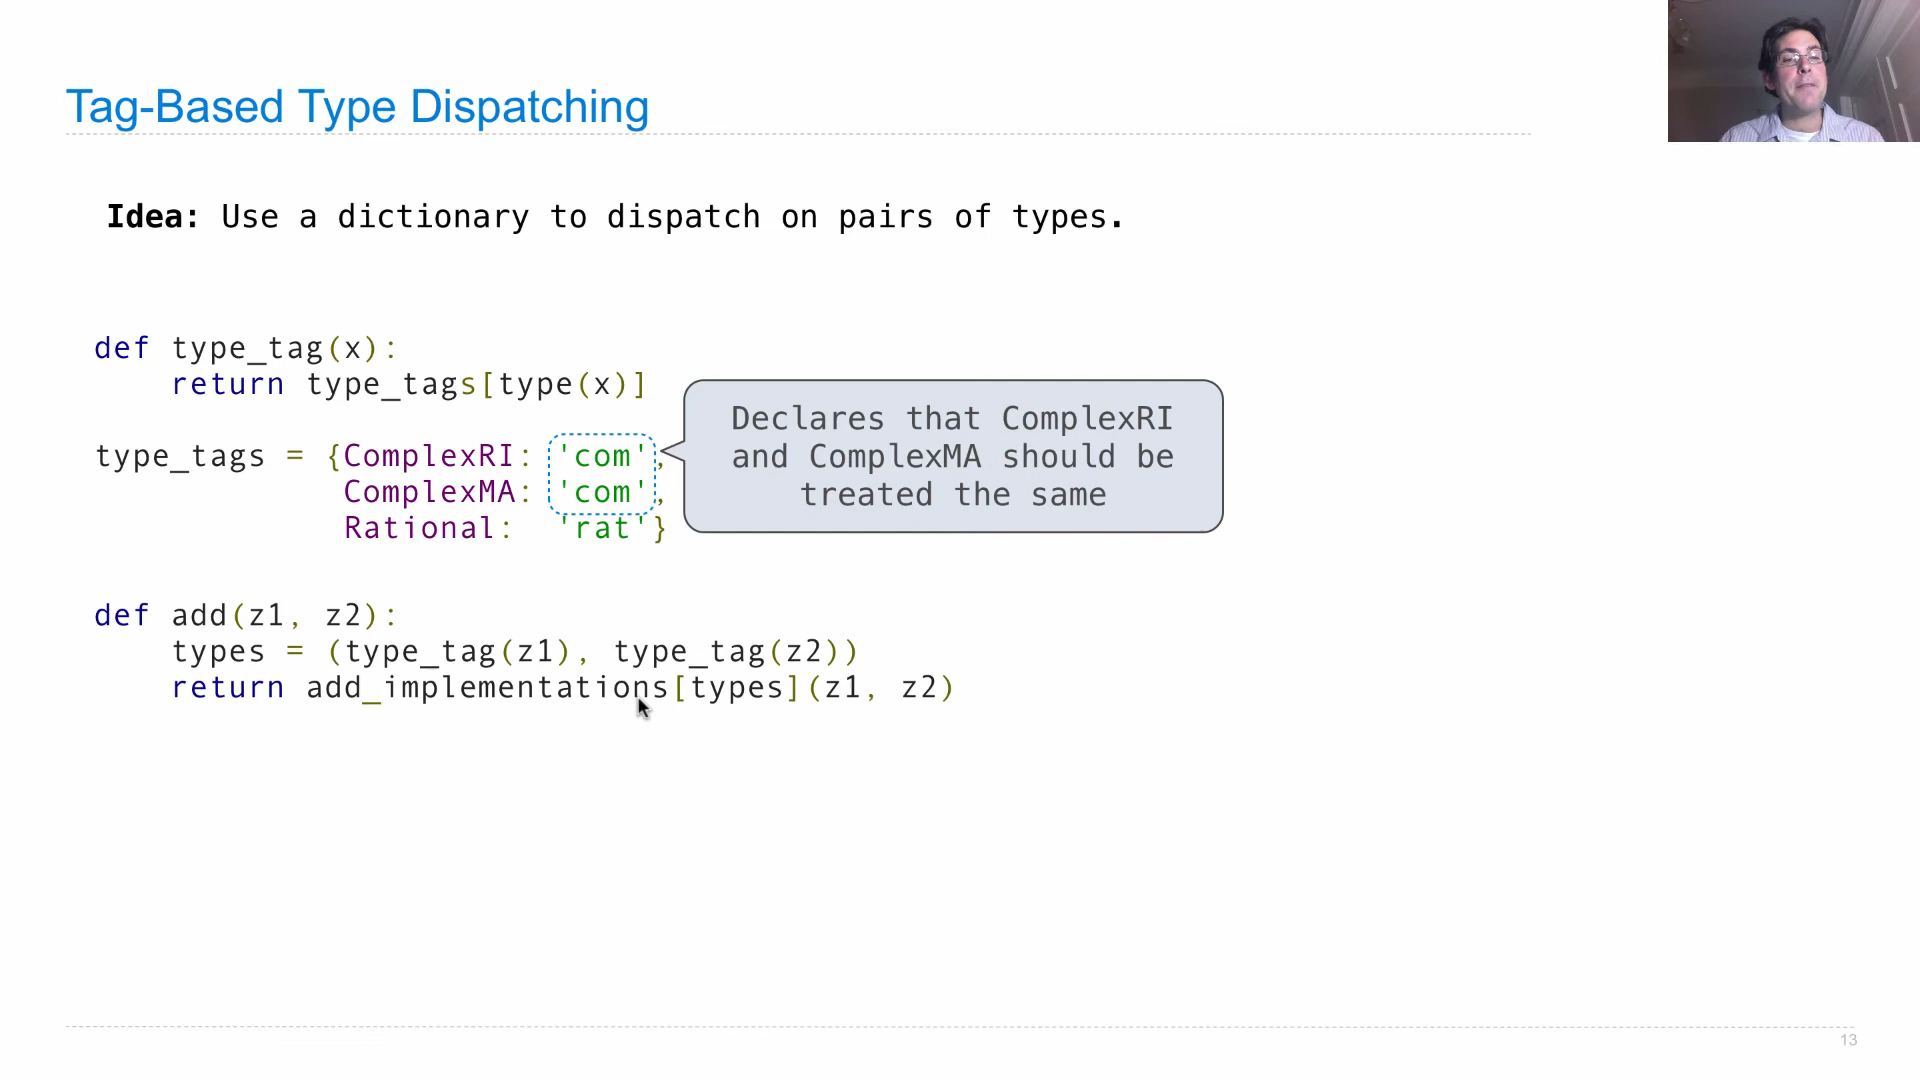 Tag-Based Type Dispatching
Idea: Use a dictionary to dispatch on pairs of types.
def type_tag(x):
    return type_tags[type(x)]
type_tags = {ComplexRI: 'com',
             ComplexMA: 'com',
             Rational:  'rat'}
Declares that ComplexRI
and ComplexMA should be
treated the same
def add(z1, z2):
    types = (type_tag(z1), type_tag(z2))
    return add_implementations[types](z1, z2)
13